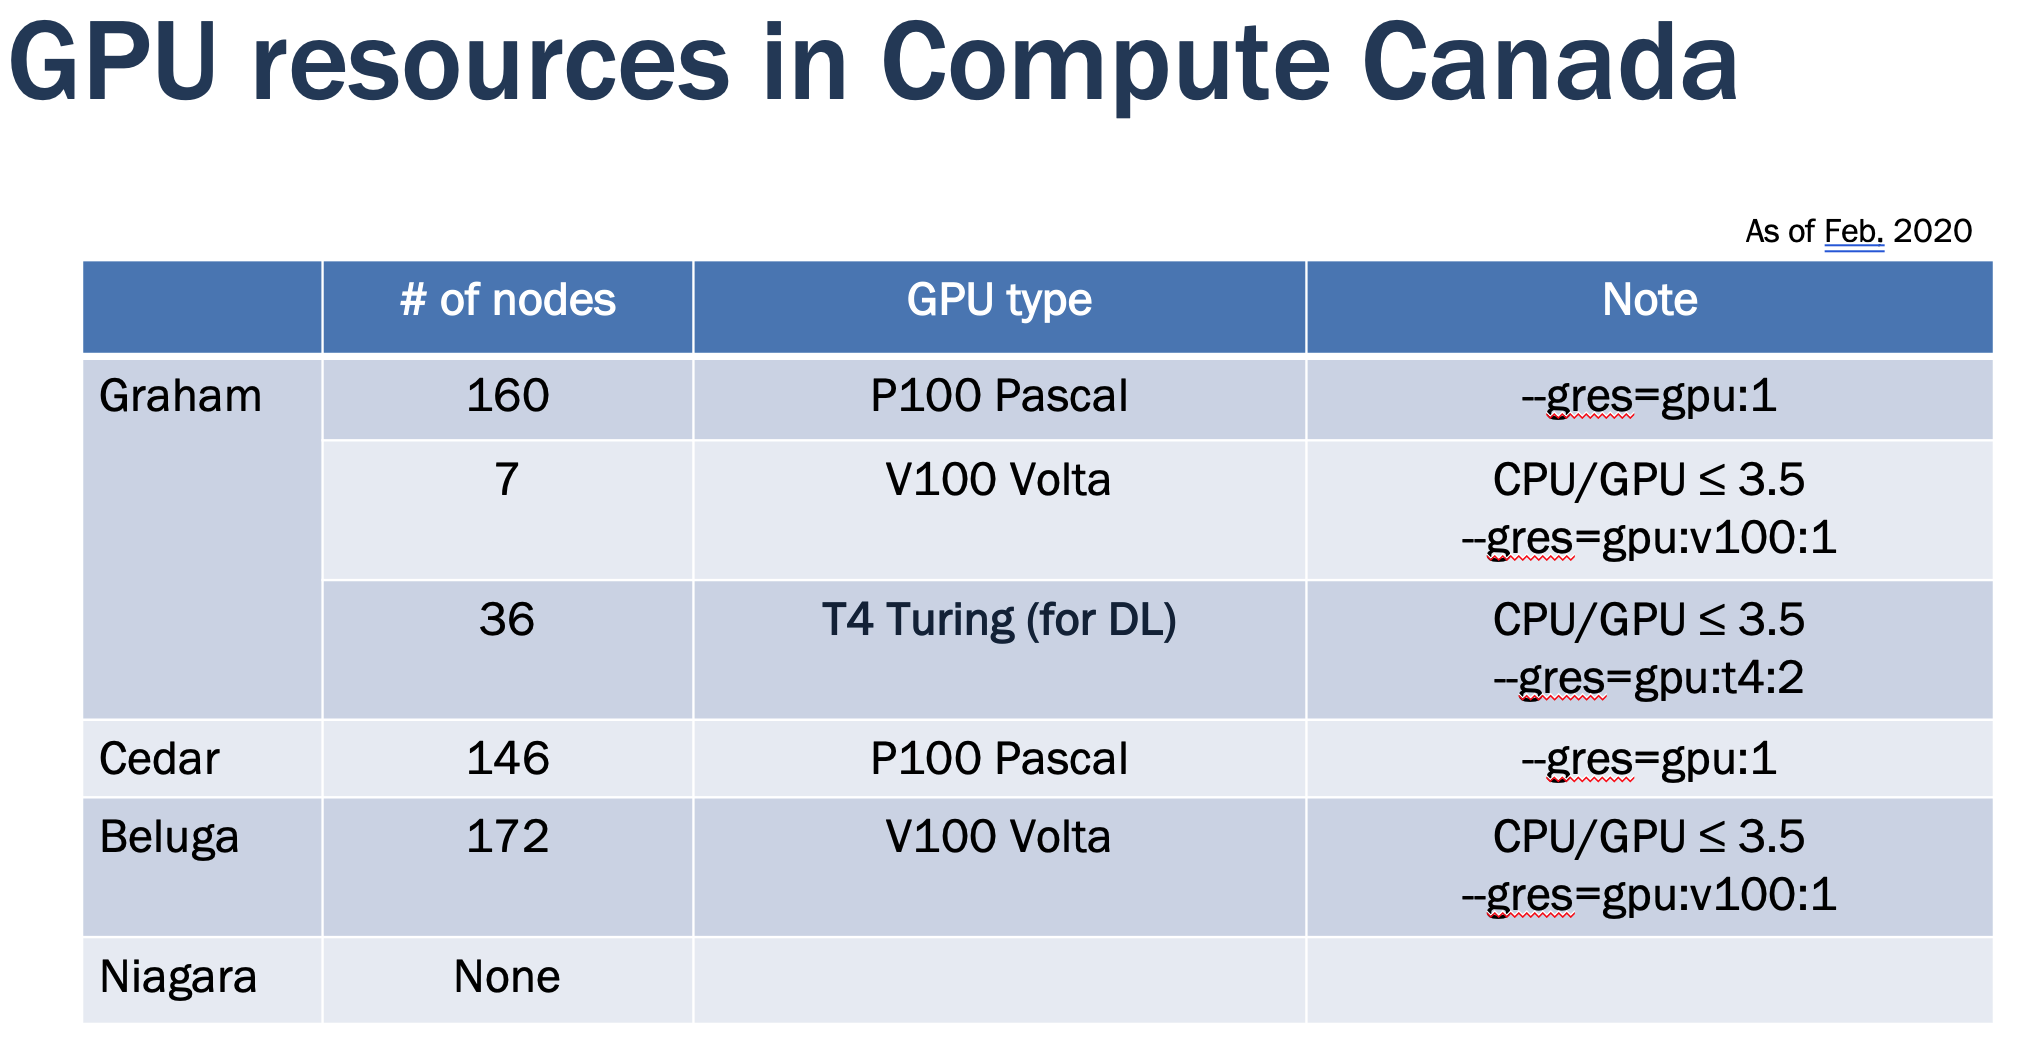 GPU resources in Compute Canada
As of Feb. 2020
# of nodes GPU type Note
Graham 160 P100 Pascal --gres=gpu:1
7 V100 Volta CPU/GPU ≤ 3.5
--gres=gpu:v100:1
36 T4 Turing (for DL) CPU/GPU ≤ 3.5
--gres=gpu:t4:2
Cedar 146 P100 Pascal --gres=gpu:1
Beluga 172 V100 Volta CPU/GPU ≤ 3.5
--gres=gpu:v100:1
Niagara None